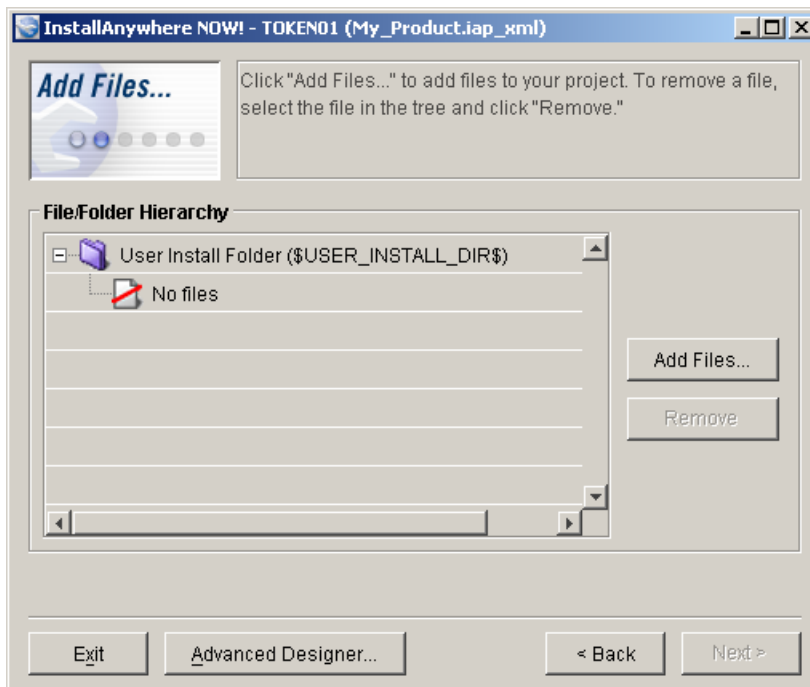 InstallAnywhere NOW! - TOKEN01 (My_Product.iap_xml)
Add Files...
Click "Add Files..." to add files to your project. To remove a file,
select the file in the tree and click "Remove."
File/Folder Hierarchy
User Install Folder ($USER_INSTALL_DIR$)
No files
Add Files...
Remove
Exit
Advanced Designer...
< Back
Next >